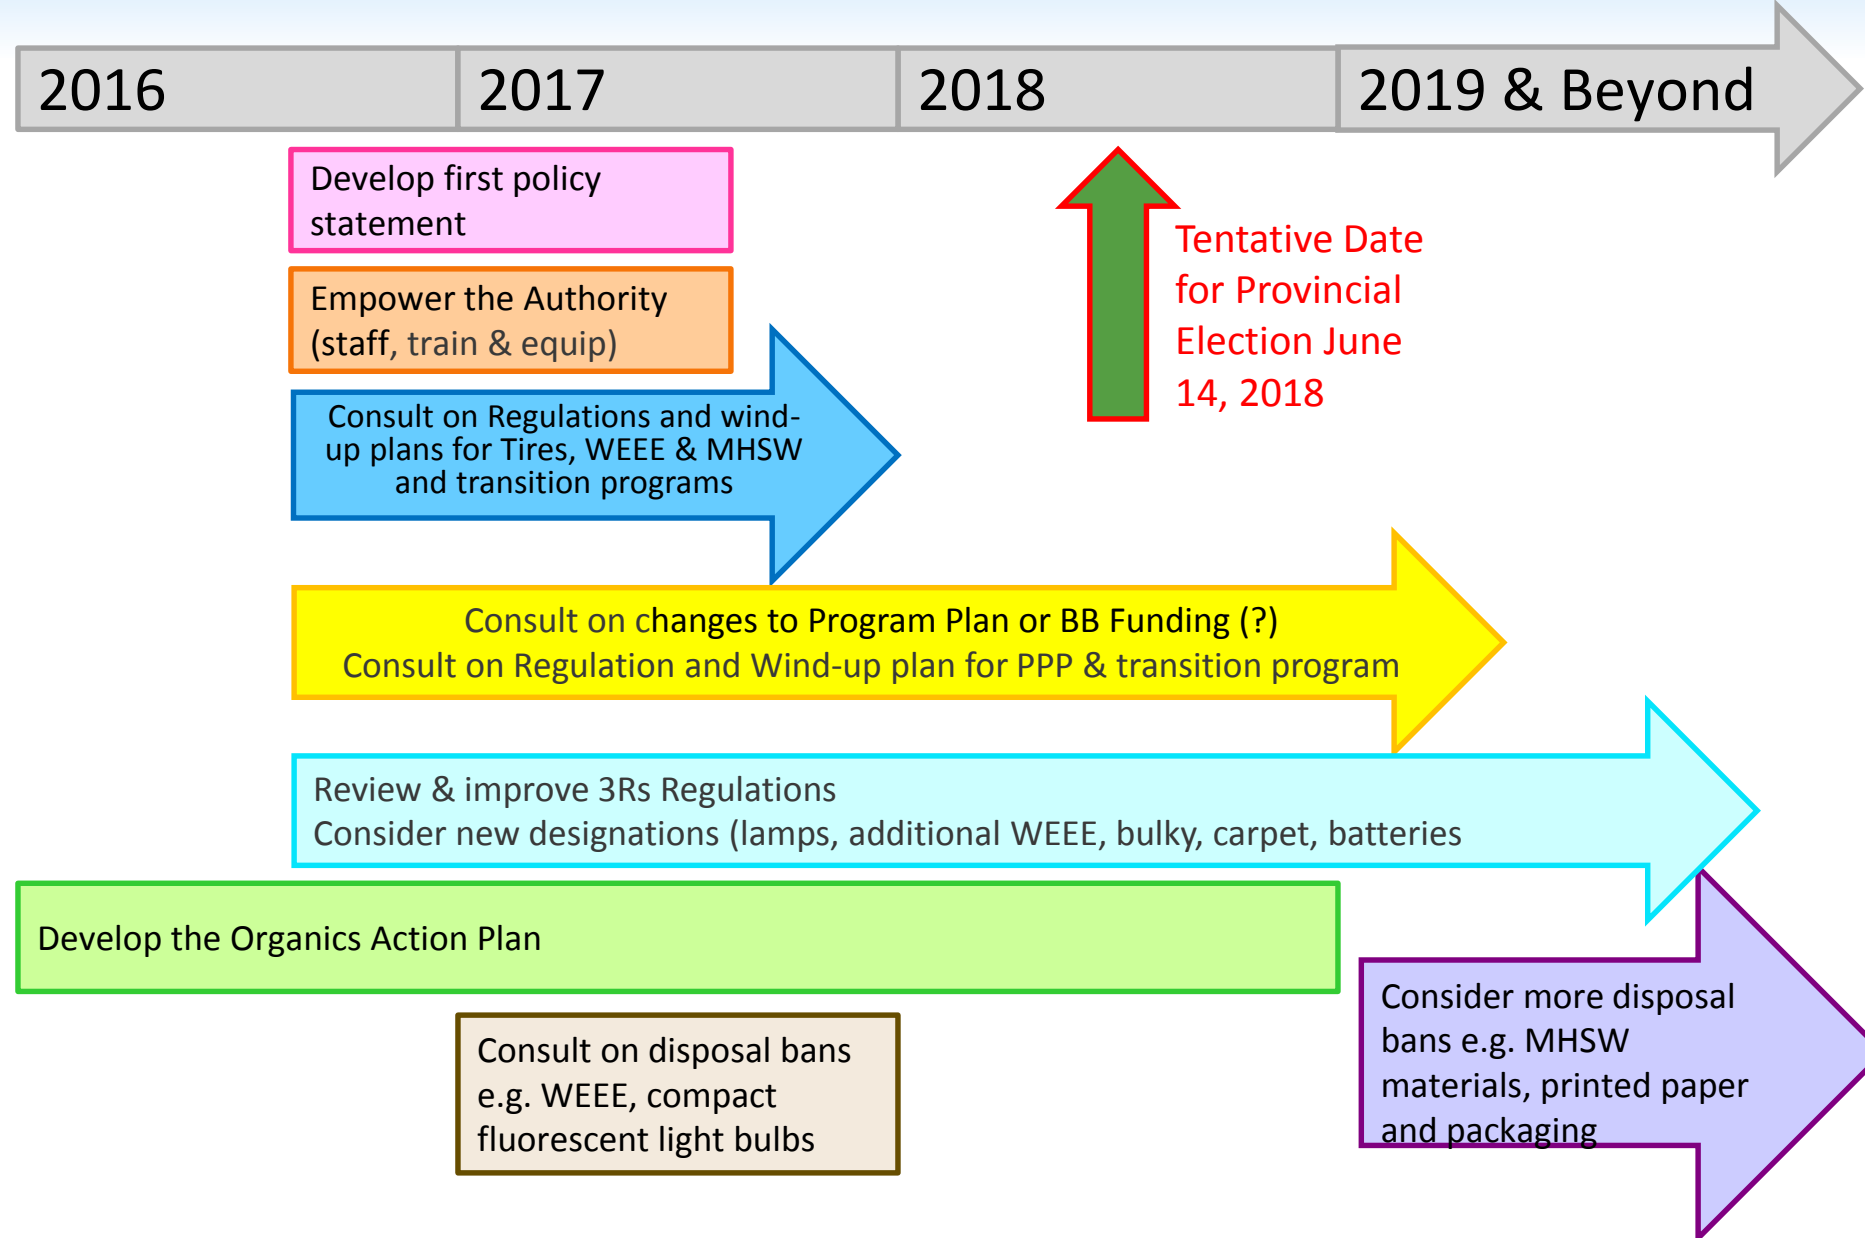 2016
2017
2018
2019 & Beyond
Develop first policy
statement
Empower the Authority
(staff, train & equip)
Tentative Date
for Provincial
Election June
14, 2018
Consult on Regulations and wind-
up plans for Tires, WEEE & MHSW
and transition programs
Consult on changes to Program Plan or BB Funding (?)
Consult on Regulation and Wind-up plan for PPP & transition program
Review & improve 3Rs Regulations
Consider new designations (lamps, additional WEEE, bulky, carpet, batteries
Develop the Organics Action Plan
Consult on disposal bans
e.g. WEEE, compact
fluorescent light bulbs
Consider more disposal
bans e.g. MHSW
materials, printed paper
and packaging